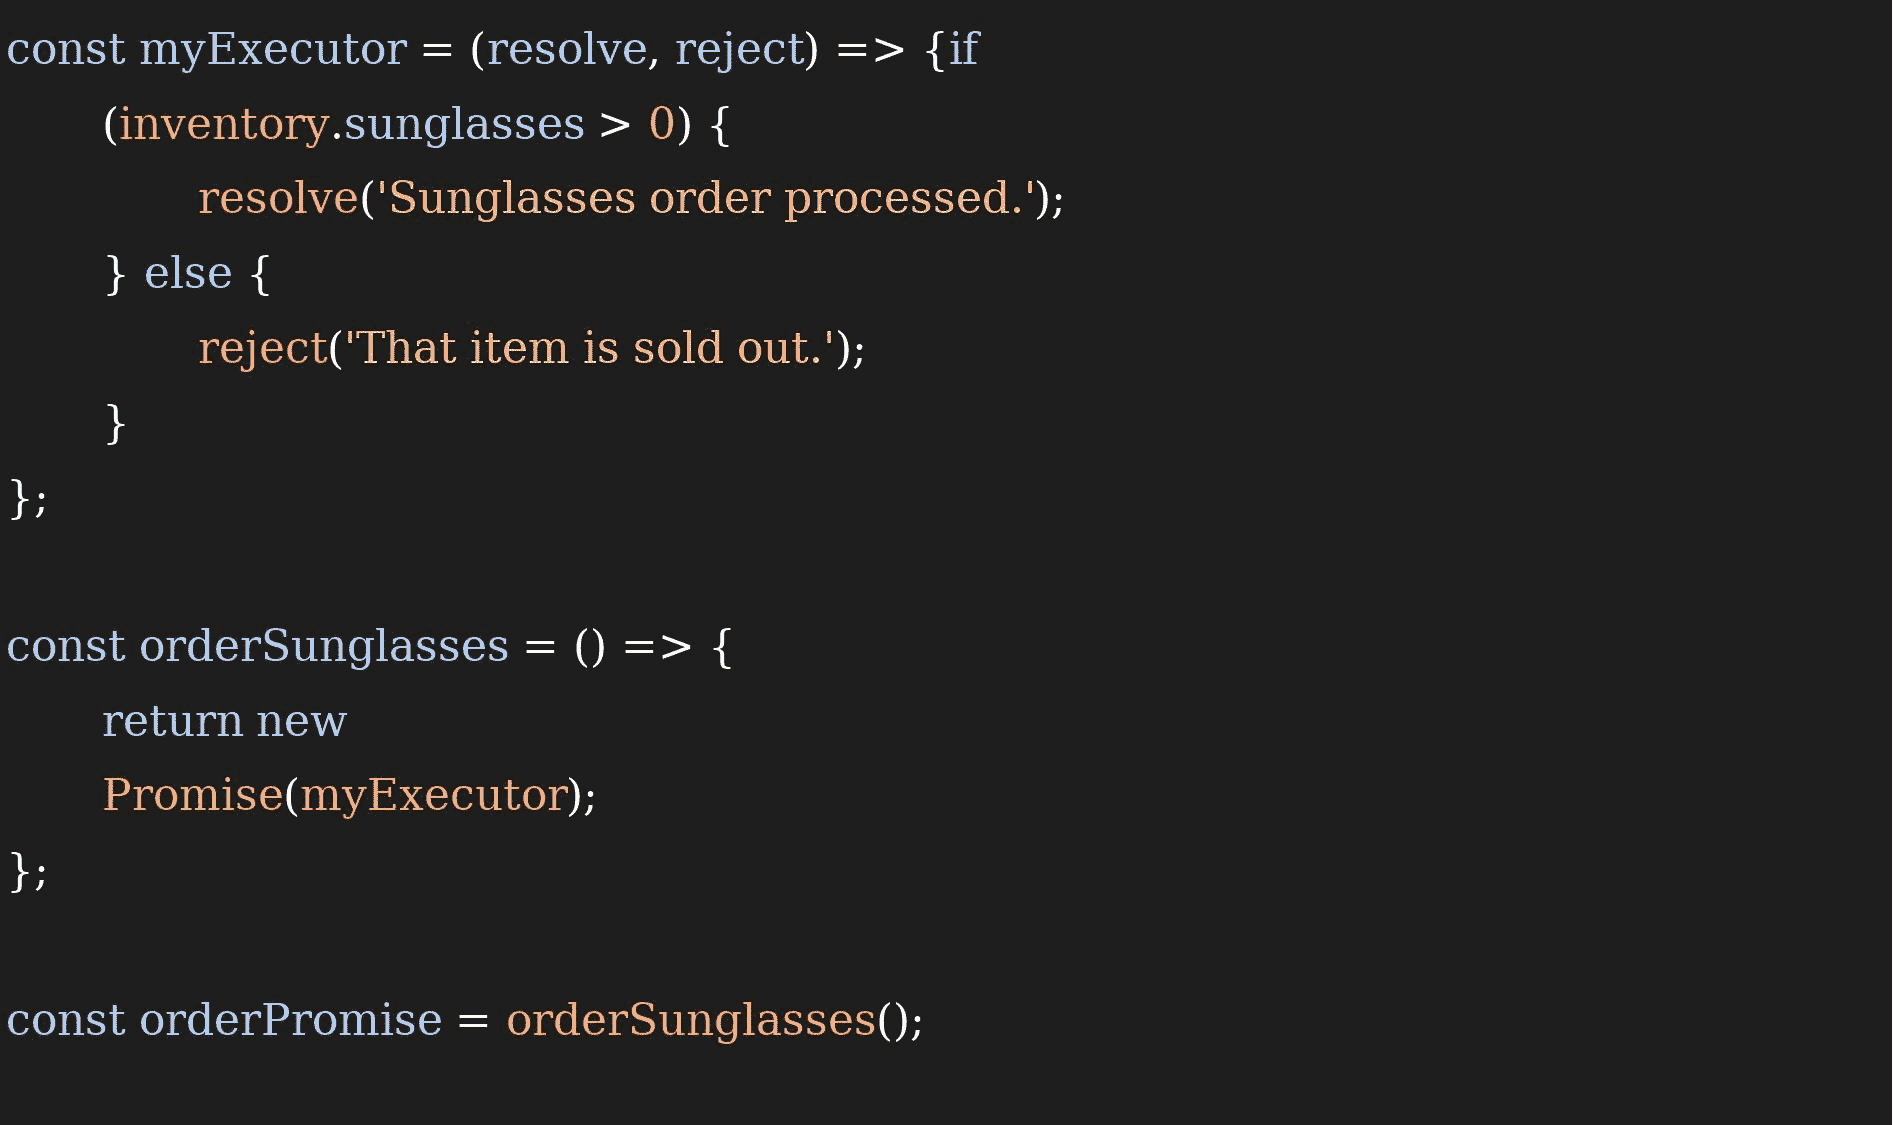 const myExecutor = (resolve, reject) => {if
(inventory.sunglasses > 0) {
resolve('Sunglasses order processed.');
} else {
reject('That item is sold out.');
}
};
const orderSunglasses = () => {
return new
Promise(myExecutor);
};
const orderPromise = orderSunglasses();